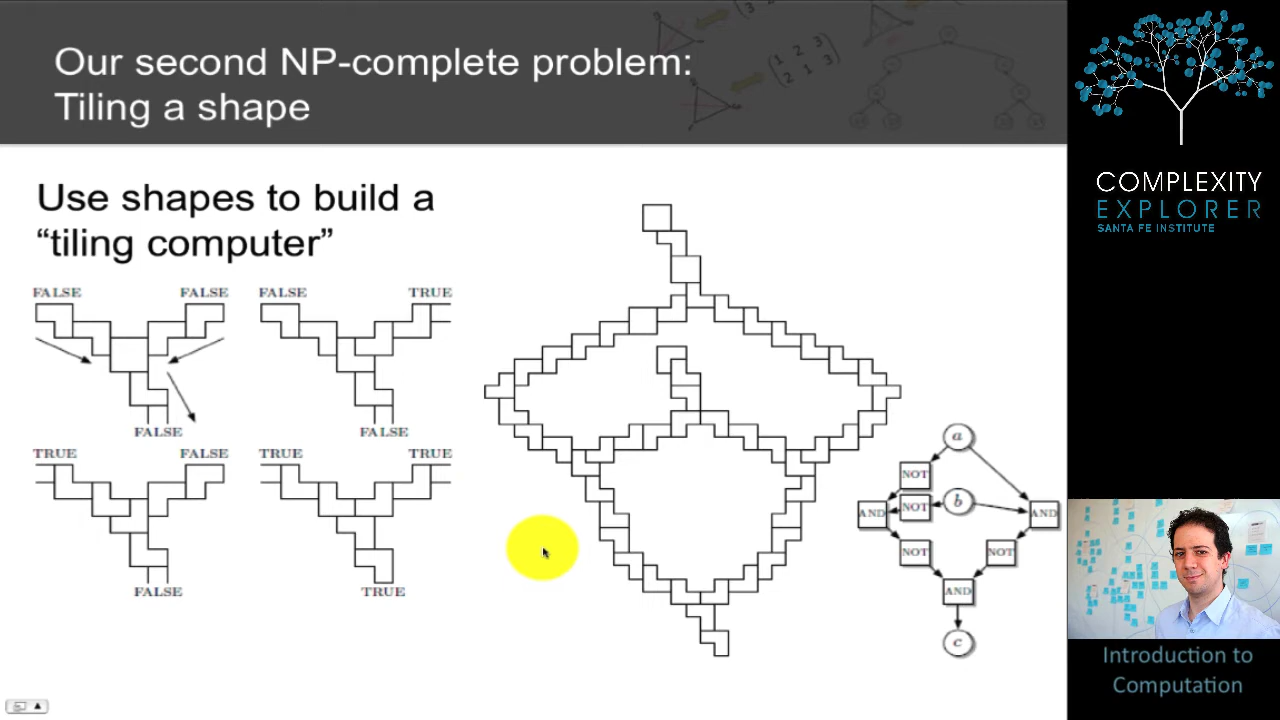 Our second NP-complete problem:
Tiling a shape
Use shapes to build a
“tiling computer”
FALSE FALSE FALSE TRUE
FALSE FALSE
TRUE FALSE TRUE TRUE
FALSE TRUE
a
NOT
b
NOT
AND
AND
NOT
NOT
AND
c
COMPLEXITY
EXPLORER
SANTA FE INSTITUTE
Introduction to
Computation